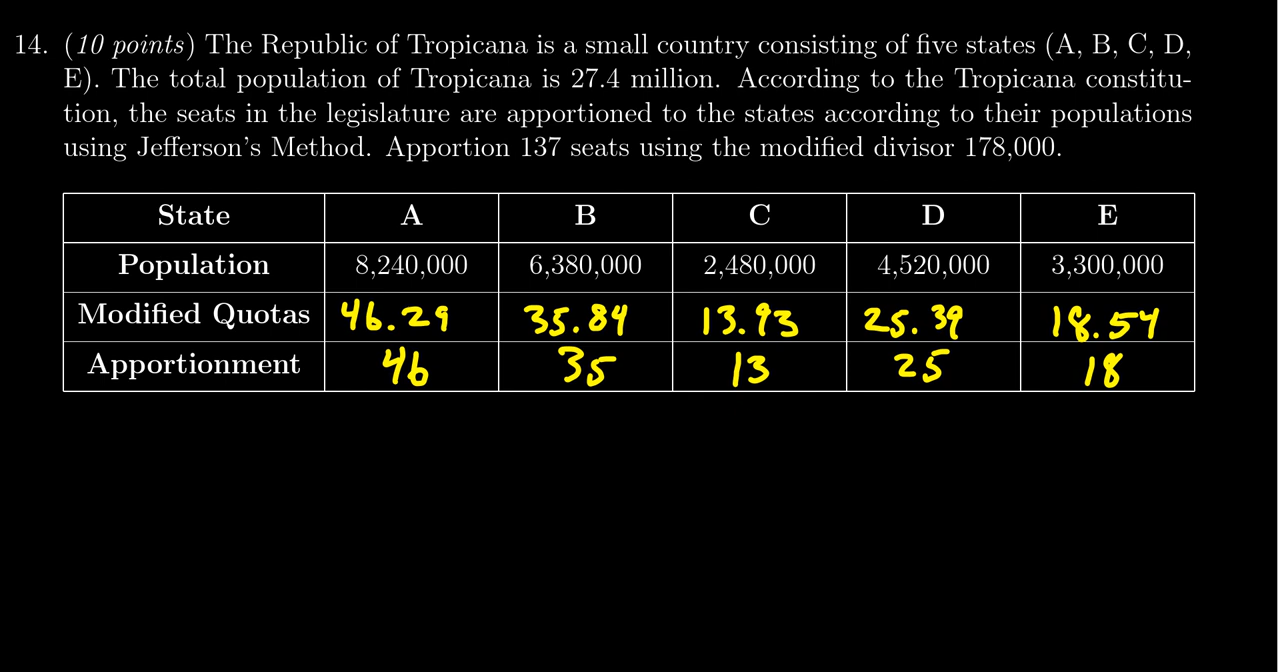 14. (10 points) The Republic of Tropicana is a small country consisting of five states (A, B, C, D,
E). The total population of Tropicana is 27.4 million. According to the Tropicana constitu-
tion, the seats in the legislature are apportioned to the states according to their populations
using Jefferson's Method. Apportion 137 seats using the modified divisor 178,000.
State A B C D E
Population 8,240,000 6,380,000 2,480,000 4,520,000 3,300,000
Modified Quotas 46.29 35.84 13.93 25.39 18.54
Apportionment 46 35 13 25 18